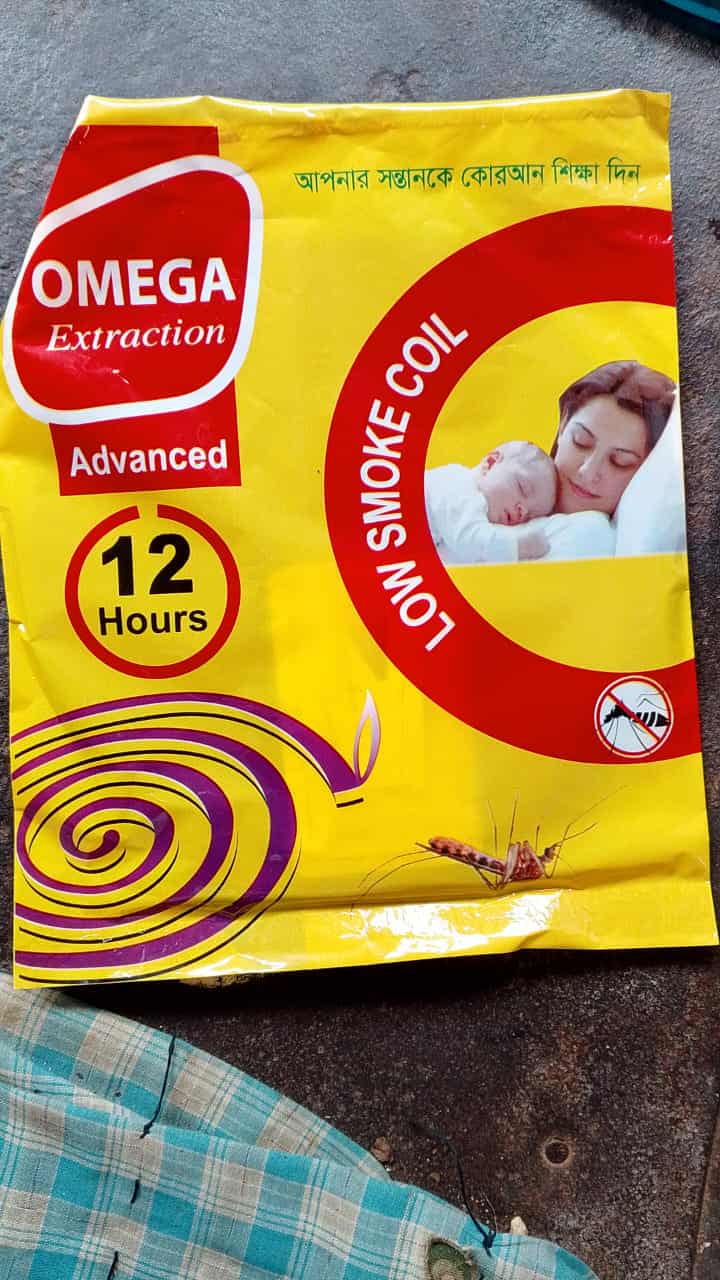 আপনার সন্তানকে কোরআন শিক্ষা দিন
OMEGA
Extraction
Advanced
12
Hours
LOW SMOKE COIL